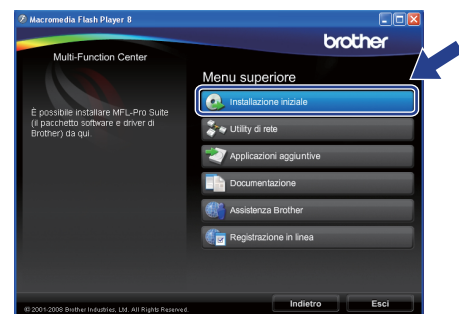 Macromedia Flash Player 8
brother
Multi-Function Center
Menu superiore
È possibile installare MFL-Pro Suite
(il pacchetto software e driver di
Brother) da qui.
Installazione iniziale
Utility di rete
Applicazioni aggiuntive
Documentazione
Assistenza Brother
Registrazione in linea
© 2001-2008 Brother Industries, Ltd. All Rights Reserved.
Indietro
Esci